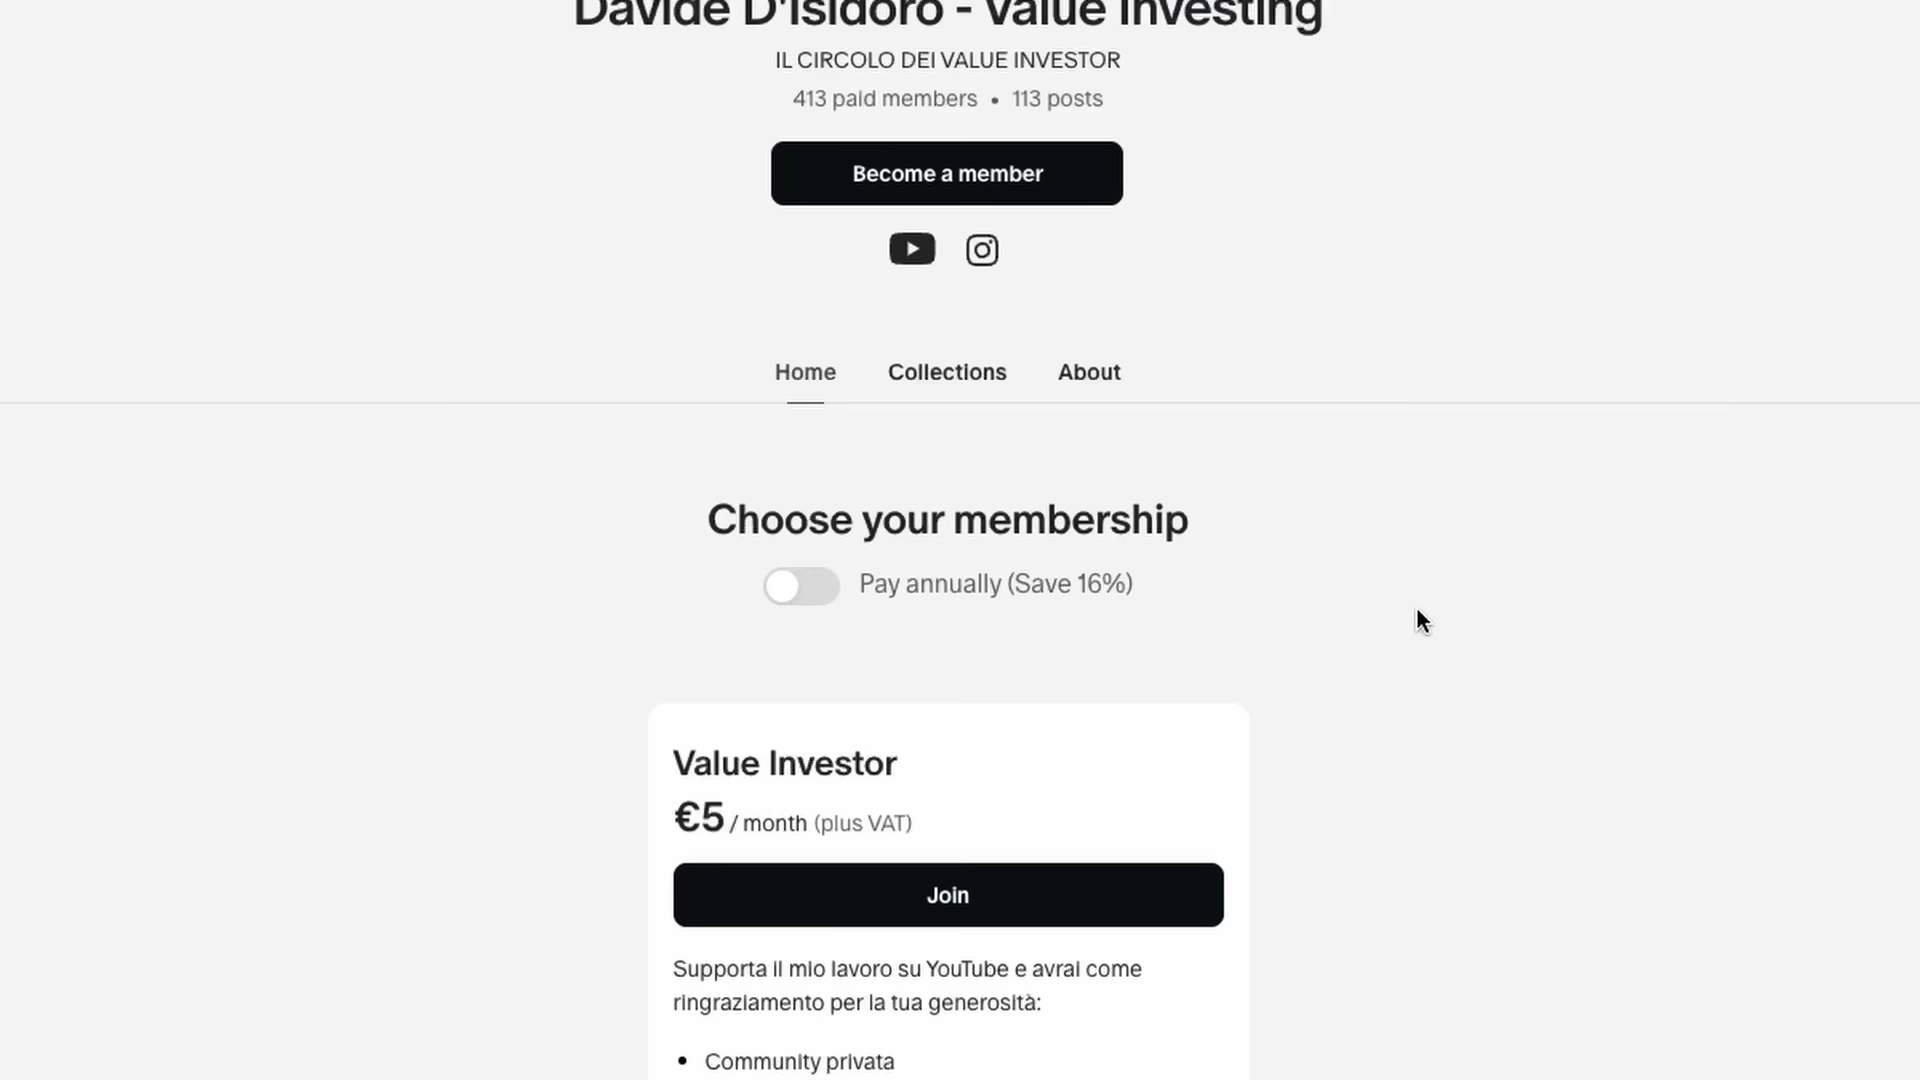 Davide D'Isidoro - Value Investing
IL CIRCOLO DEI VALUE INVESTOR
413 paid members • 113 posts
Become a member
Home Collections About
Choose your membership
Pay annually (Save 16%)
Value Investor
€5 / month (plus VAT)
Join
Supporta il mio lavoro su YouTube e avrai come
ringraziamento per la tua generosità:
• Community privata